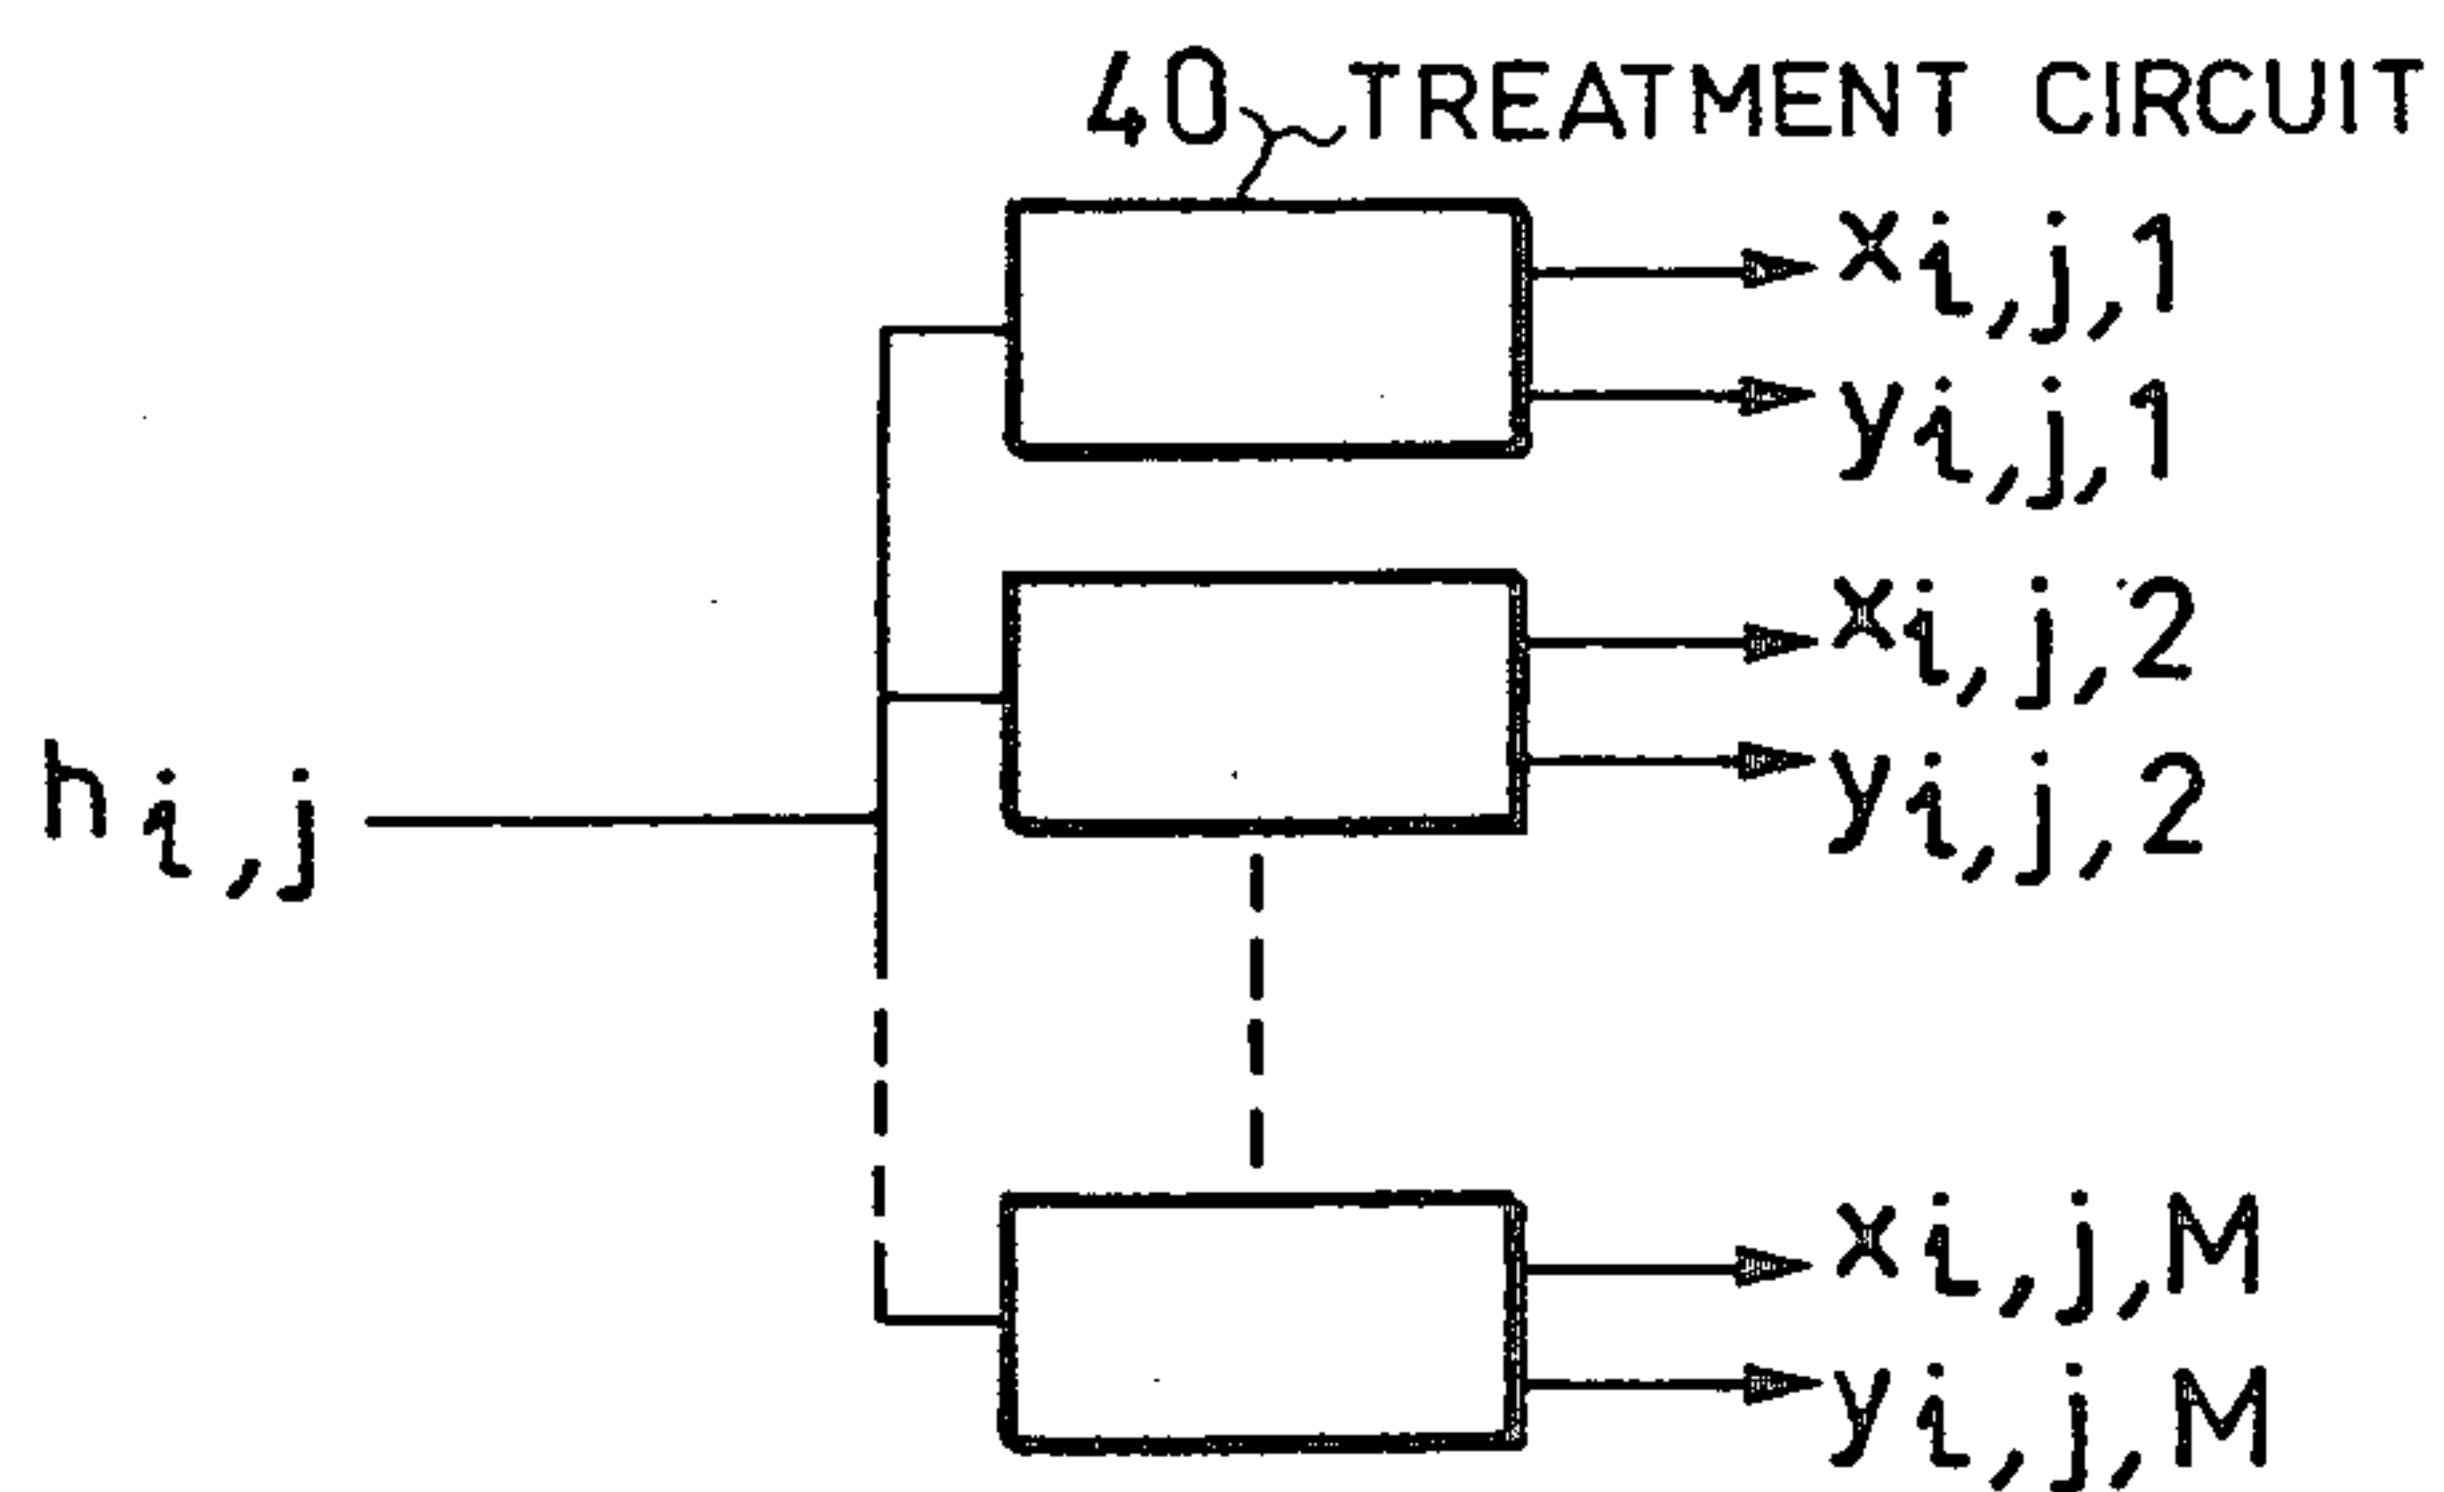 40 TREATMENT CIRCUIT
xi,j,1
yi,j,1
xi,j,2
hi,j
yi,j,2
xi,j,M
yi,j,M